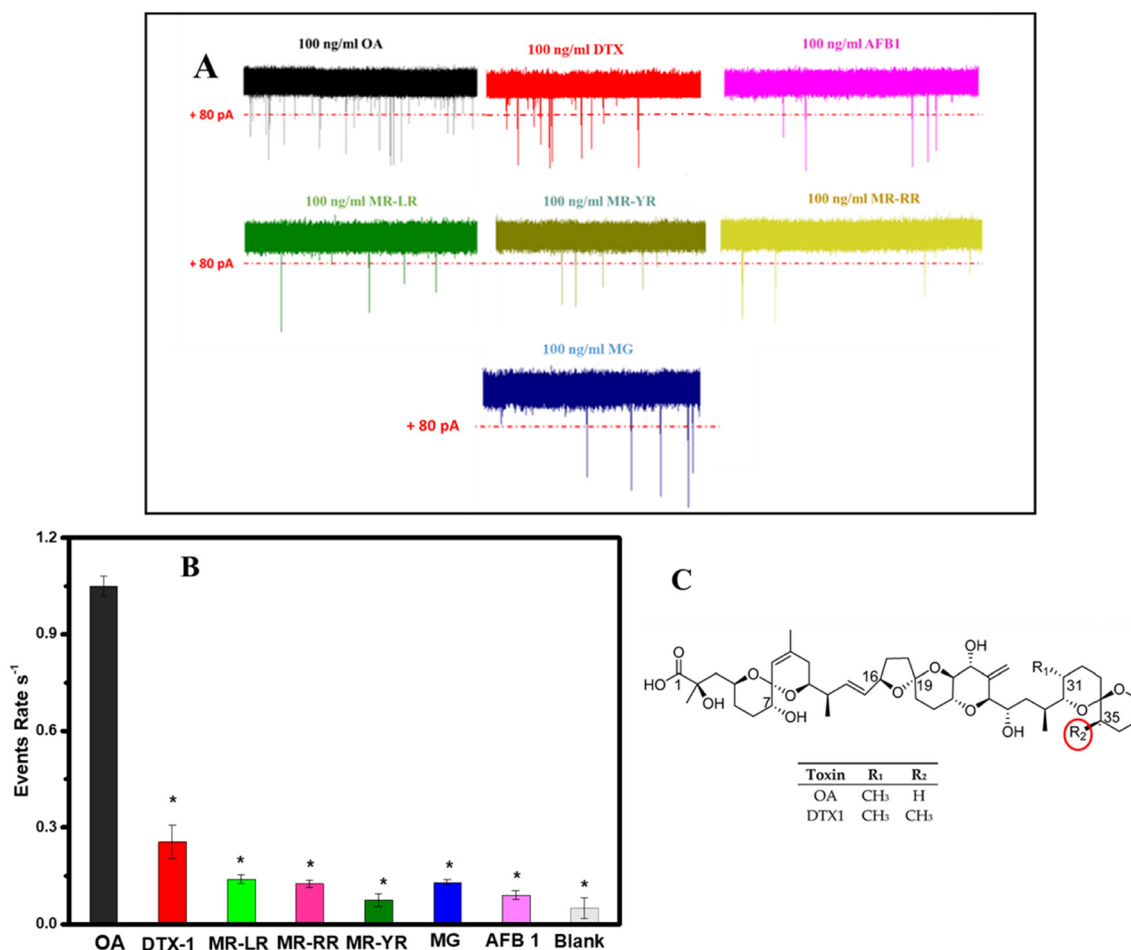 A
100 ng/ml OA
100 ng/ml DTX
100 ng/ml AFB1
+ 80 pA
100 ng/ml MR-LR
100 ng/ml MR-YR
100 ng/ml MR-RR
+ 80 pA
100 ng/ml MG
+ 80 pA
B
Events Rate s⁻¹
1.2
0.9
0.6
0.3
0.0
* * * * * * *
OA DTX-1 MR-LR MR-RR MR-YR MG AFB 1 Blank
C
HO
O
1
OH
O
7
O
OH
16
O
19
O
OH
O
OH
R₁
31
O
35
R₂
Toxin R₁ R₂
OA CH₃ H
DTX1 CH₃ CH₃